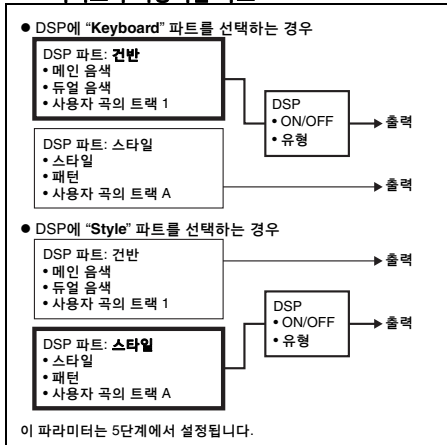 ● DSP에 “Keyboard” 파트를 선택하는 경우
DSP 파트: 건반
• 메인 음색
• 듀얼 음색
• 사용자 곡의 트랙 1
DSP
• ON/OFF
• 유형
출력
DSP 파트: 스타일
• 스타일
• 패턴
• 사용자 곡의 트랙 A
출력
● DSP에 “Style” 파트를 선택하는 경우
DSP 파트: 건반
• 메인 음색
• 듀얼 음색
• 사용자 곡의 트랙 1
출력
DSP
• ON/OFF
• 유형
출력
DSP 파트: 스타일
• 스타일
• 패턴
• 사용자 곡의 트랙 A
이 파라미터는 5단계에서 설정됩니다.